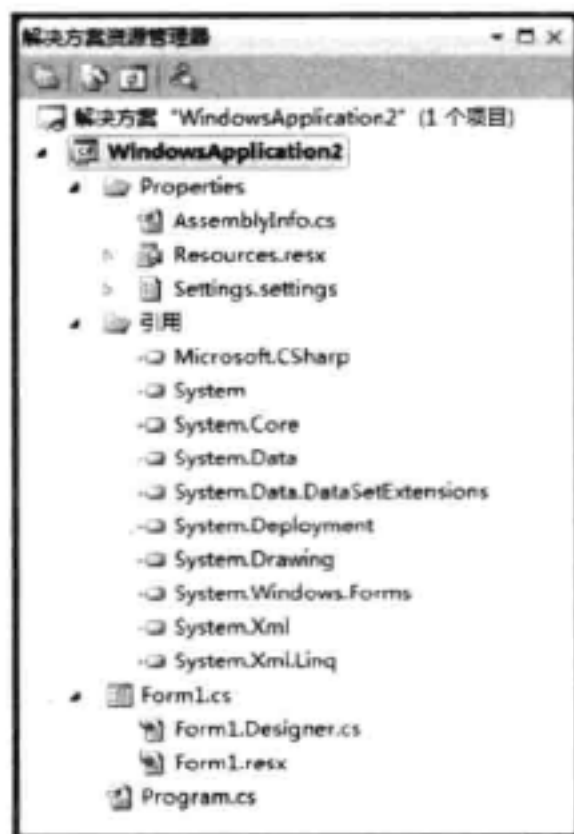 解决方案资源管理器
解决方案 "WindowsApplication2" (1 个项目)
WindowsApplication2
Properties
AssemblyInfo.cs
Resources.resx
Settings.settings
引用
Microsoft.CSharp
System
System.Core
System.Data
System.Data.DataSetExtensions
System.Deployment
System.Drawing
System.Windows.Forms
System.Xml
System.Xml.Linq
Form1.cs
Form1.Designer.cs
Form1.resx
Program.cs